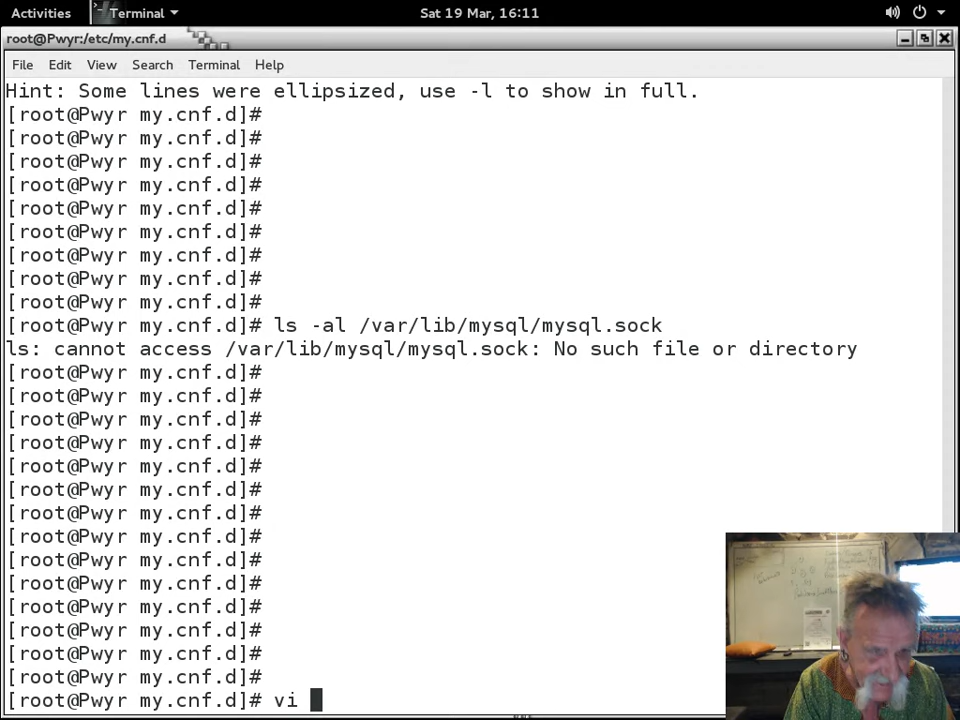 Activities Terminal Sat 19 Mar, 16:11
root@Pwyr:/etc/my.cnf.d
File Edit View Search Terminal Help
Hint: Some lines were ellipsized, use -l to show in full.
[root@Pwyr my.cnf.d]#
[root@Pwyr my.cnf.d]#
[root@Pwyr my.cnf.d]#
[root@Pwyr my.cnf.d]#
[root@Pwyr my.cnf.d]#
[root@Pwyr my.cnf.d]#
[root@Pwyr my.cnf.d]#
[root@Pwyr my.cnf.d]#
[root@Pwyr my.cnf.d]#
[root@Pwyr my.cnf.d]# ls -al /var/lib/mysql/mysql.sock
ls: cannot access /var/lib/mysql/mysql.sock: No such file or directory
[root@Pwyr my.cnf.d]#
[root@Pwyr my.cnf.d]#
[root@Pwyr my.cnf.d]#
[root@Pwyr my.cnf.d]#
[root@Pwyr my.cnf.d]#
[root@Pwyr my.cnf.d]#
[root@Pwyr my.cnf.d]#
[root@Pwyr my.cnf.d]#
[root@Pwyr my.cnf.d]#
[root@Pwyr my.cnf.d]#
[root@Pwyr my.cnf.d]#
[root@Pwyr my.cnf.d]#
[root@Pwyr my.cnf.d]#
[root@Pwyr my.cnf.d]#
[root@Pwyr my.cnf.d]# vi